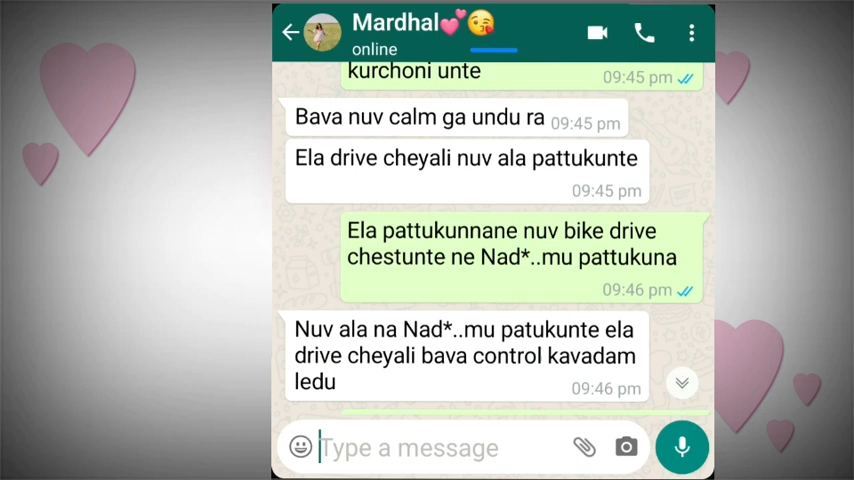 Mardhal💕😘
online
kurchoni unte
09:45 pm
Bava nuv calm ga undu ra
09:45 pm
Ela drive cheyali nuv ala pattukunte
09:45 pm
Ela pattukunnane nuv bike drive
chestunte ne Nad*..mu pattukuna
09:46 pm
Nuv ala na Nad*..mu patukunte ela
drive cheyali bava control kavadam
ledu
09:46 pm
Type a message